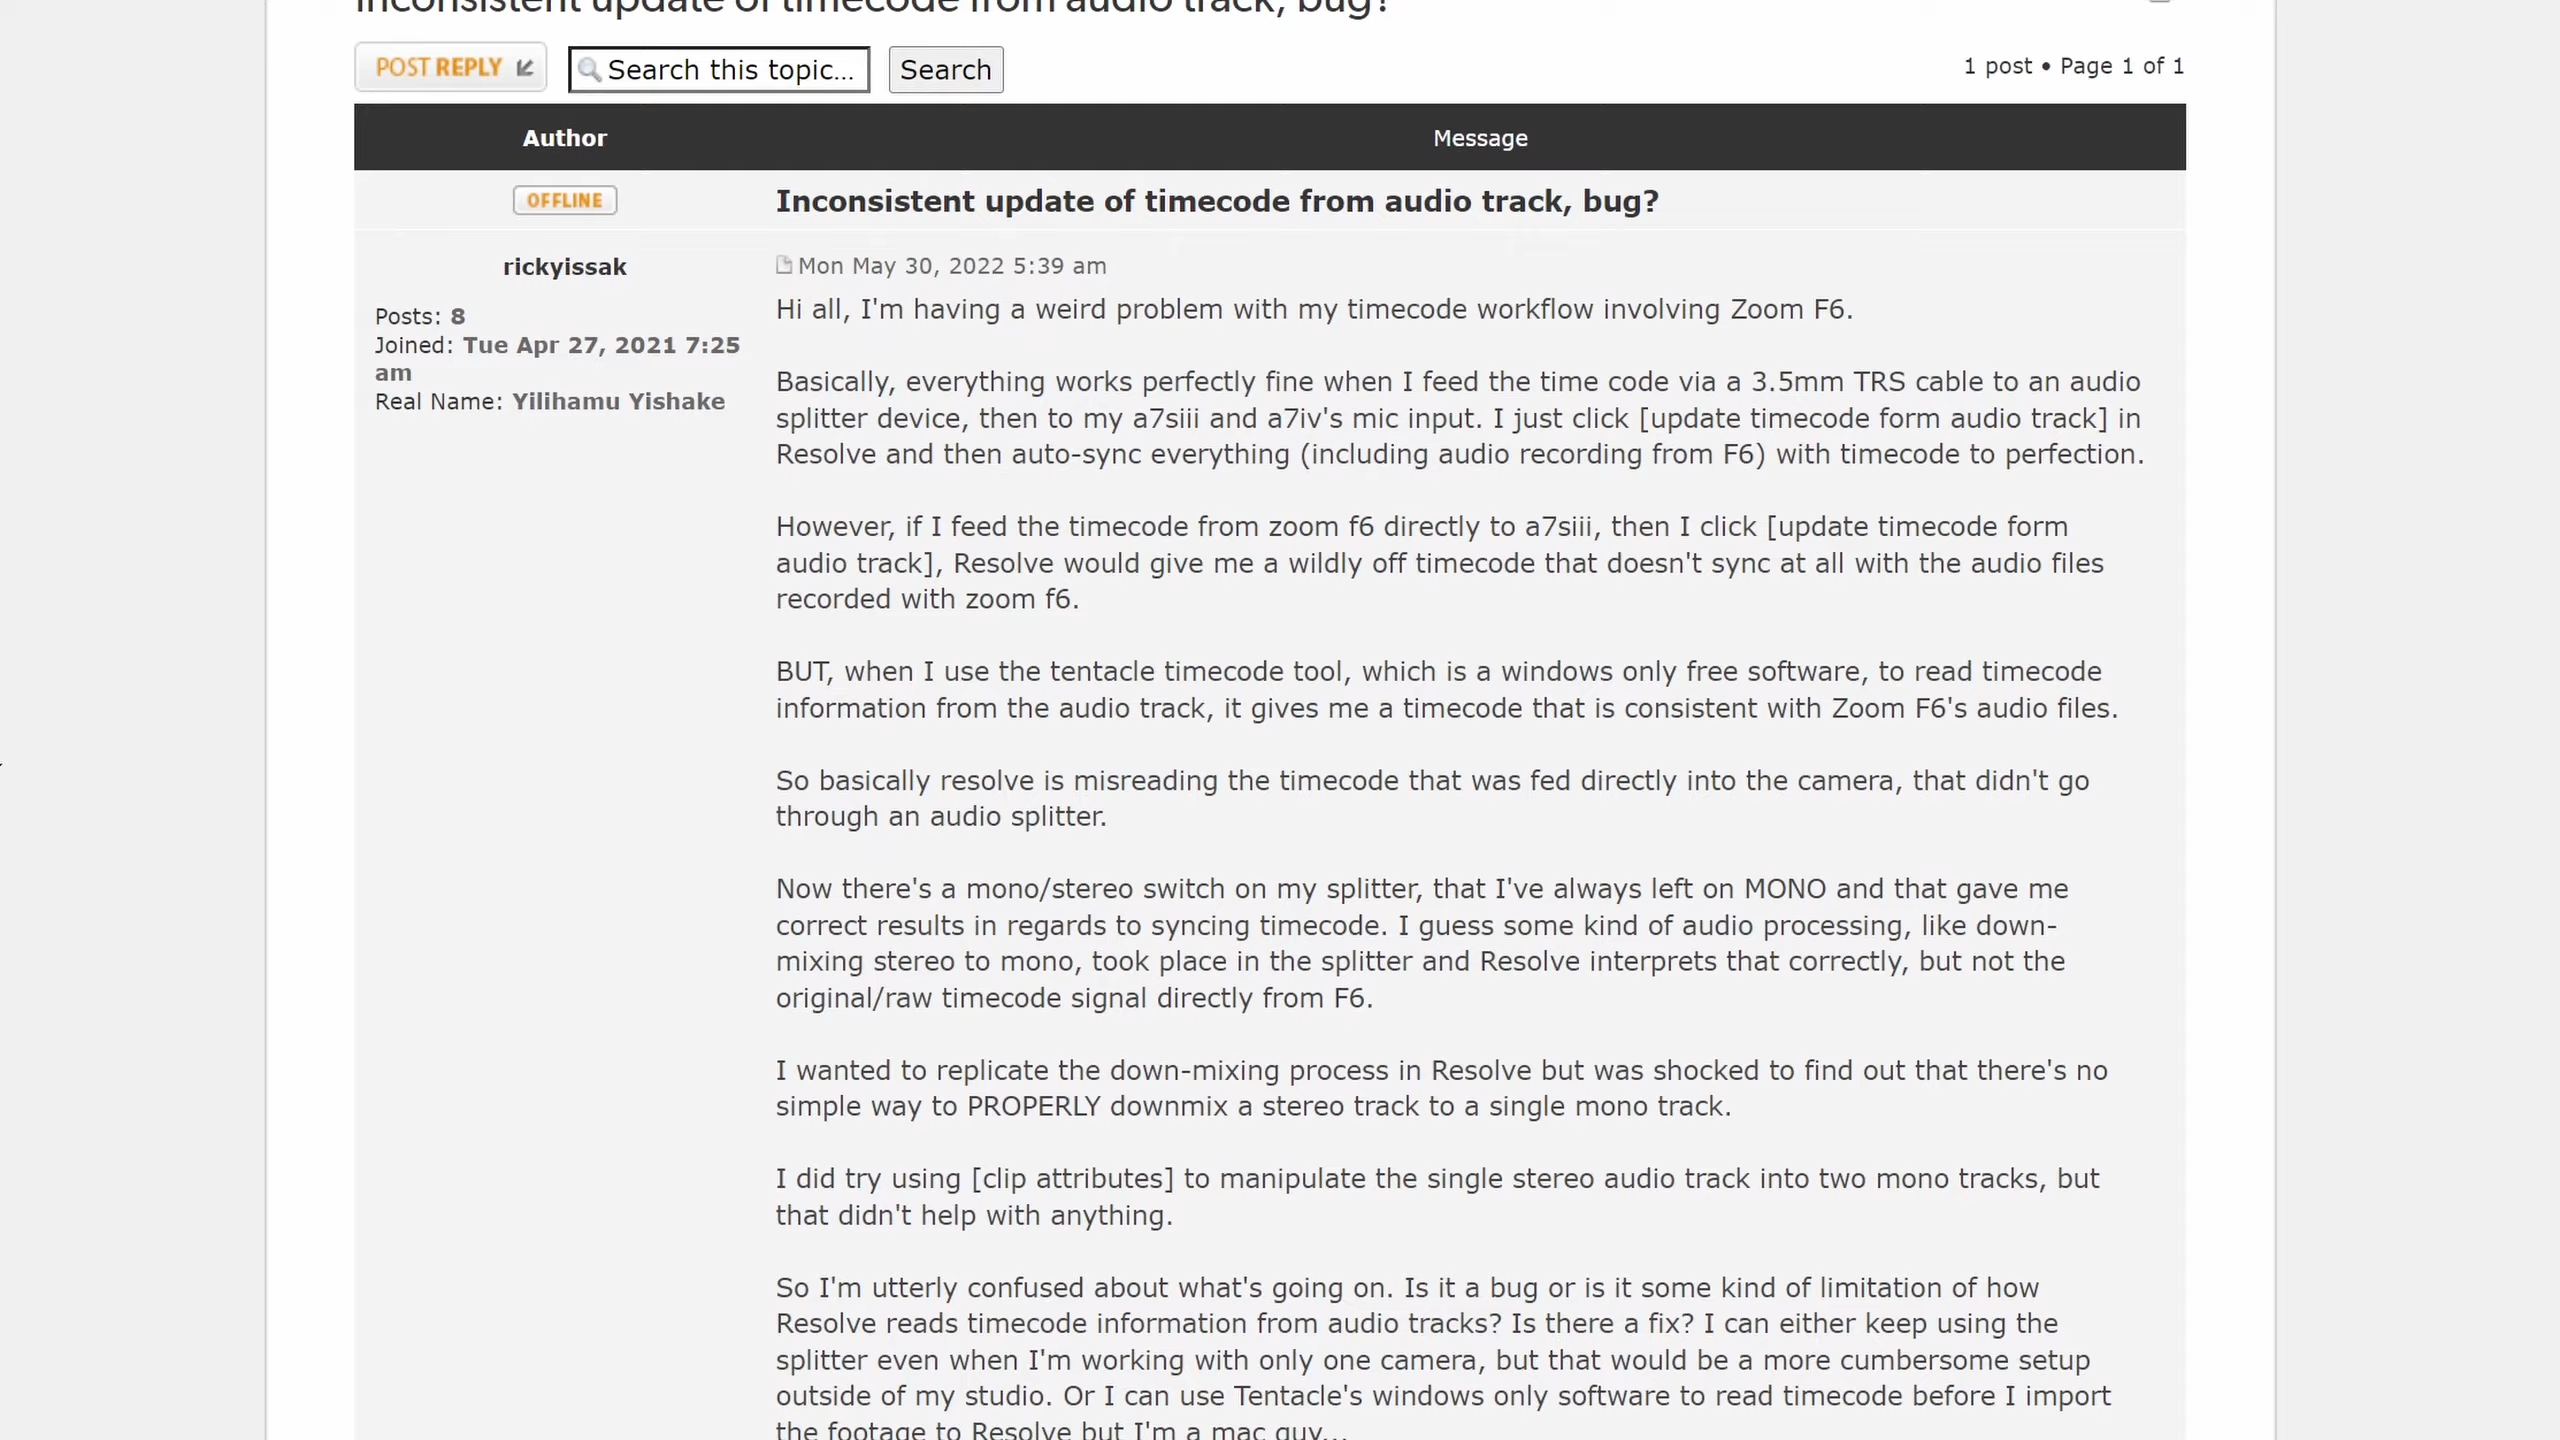 Inconsistent update of timecode from audio track, bug?
POST REPLY
Search this topic...
Search
1 post • Page 1 of 1
Author
Message
OFFLINE
Inconsistent update of timecode from audio track, bug?
rickyissak
Posts: 8
Joined: Tue Apr 27, 2021 7:25
am
Real Name: Yilihamu Yishake
Mon May 30, 2022 5:39 am
Hi all, I'm having a weird problem with my timecode workflow involving Zoom F6.
Basically, everything works perfectly fine when I feed the time code via a 3.5mm TRS cable to an audio
splitter device, then to my a7siii and a7iv's mic input. I just click [update timecode form audio track] in
Resolve and then auto-sync everything (including audio recording from F6) with timecode to perfection.
However, if I feed the timecode from zoom f6 directly to a7siii, then I click [update timecode form
audio track], Resolve would give me a wildly off timecode that doesn't sync at all with the audio files
recorded with zoom f6.
BUT, when I use the tentacle timecode tool, which is a windows only free software, to read timecode
information from the audio track, it gives me a timecode that is consistent with Zoom F6's audio files.
So basically resolve is misreading the timecode that was fed directly into the camera, that didn't go
through an audio splitter.
Now there's a mono/stereo switch on my splitter, that I've always left on MONO and that gave me
correct results in regards to syncing timecode. I guess some kind of audio processing, like down-
mixing stereo to mono, took place in the splitter and Resolve interprets that correctly, but not the
original/raw timecode signal directly from F6.
I wanted to replicate the down-mixing process in Resolve but was shocked to find out that there's no
simple way to PROPERLY downmix a stereo track to a single mono track.
I did try using [clip attributes] to manipulate the single stereo audio track into two mono tracks, but
that didn't help with anything.
So I'm utterly confused about what's going on. Is it a bug or is it some kind of limitation of how
Resolve reads timecode information from audio tracks? Is there a fix? I can either keep using the
splitter even when I'm working with only one camera, but that would be a more cumbersome setup
outside of my studio. Or I can use Tentacle's windows only software to read timecode before I import
the footage to Resolve but I'm a mac guy...